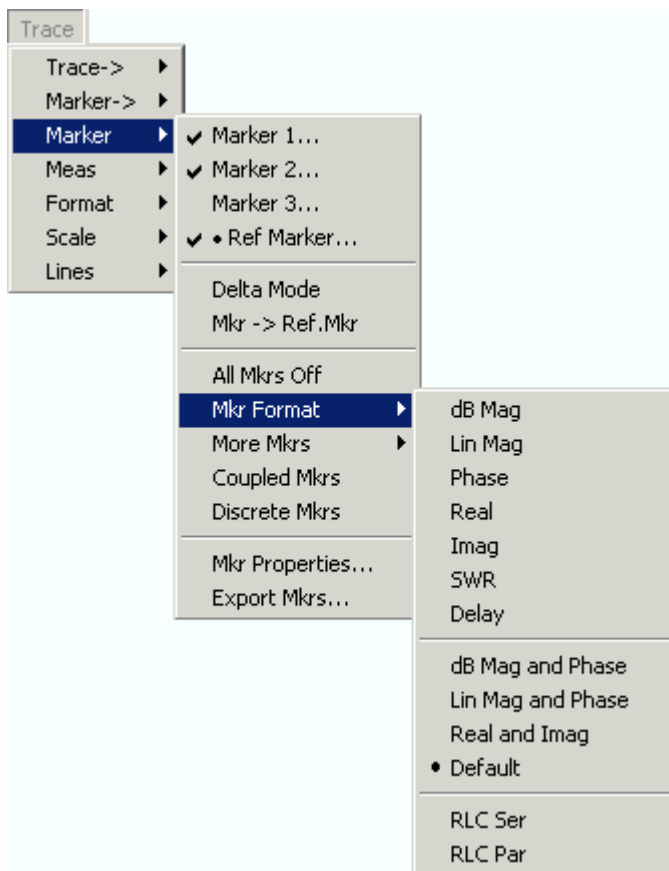 Trace
Trace->
Marker->
Marker
Meas
Format
Scale
Lines
Marker 1...
Marker 2...
Marker 3...
• Ref Marker...
Delta Mode
Mkr -> Ref.Mkr
All Mkrs Off
Mkr Format
More Mkrs
Coupled Mkrs
Discrete Mkrs
Mkr Properties...
Export Mkrs...
dB Mag
Lin Mag
Phase
Real
Imag
SWR
Delay
dB Mag and Phase
Lin Mag and Phase
Real and Imag
• Default
RLC Ser
RLC Par